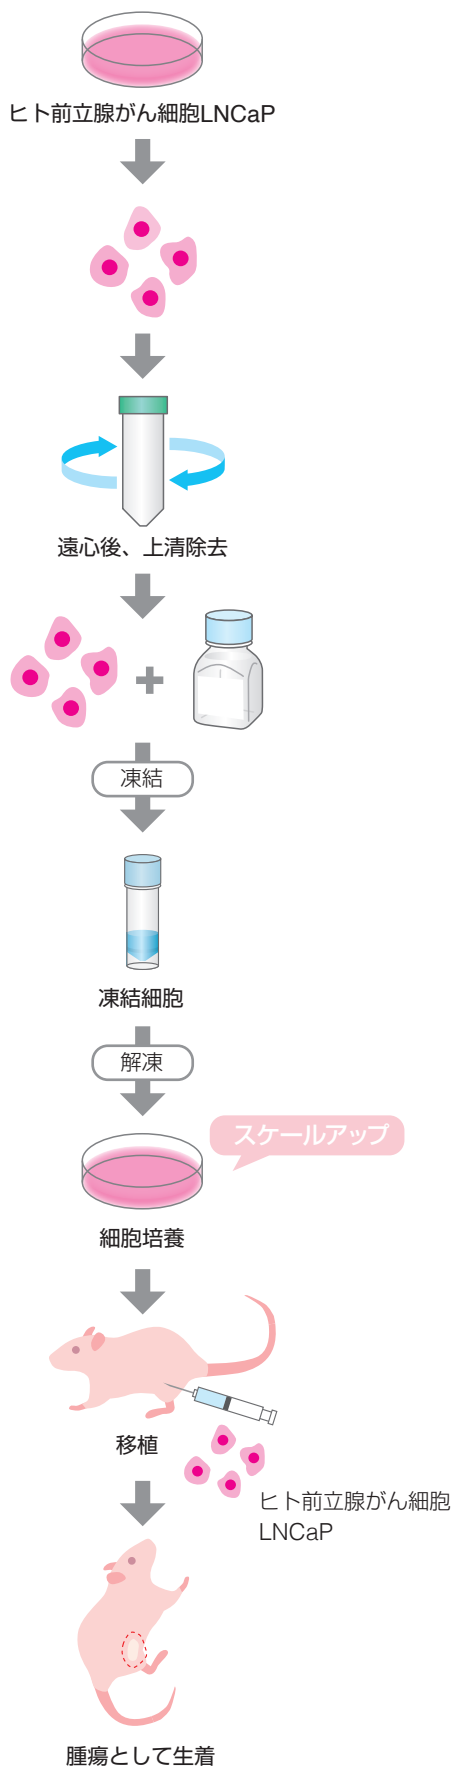 ヒト前立腺がん細胞LNCaP
遠心後、上清除去
凍結
凍結細胞
解凍
スケールアップ
細胞培養
移植
ヒト前立腺がん細胞
LNCaP
腫瘍として生着